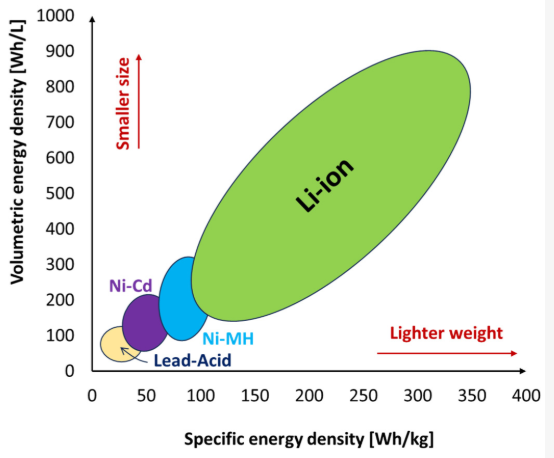 Volumetric energy density [Wh/L]
1000
900
800
700
600
500
400
300
200
100
0
Smaller size
Li-ion
Ni-Cd
Ni-MH
Lead-Acid
Lighter weight
0 50 100 150 200 250 300 350 400
Specific energy density [Wh/kg]